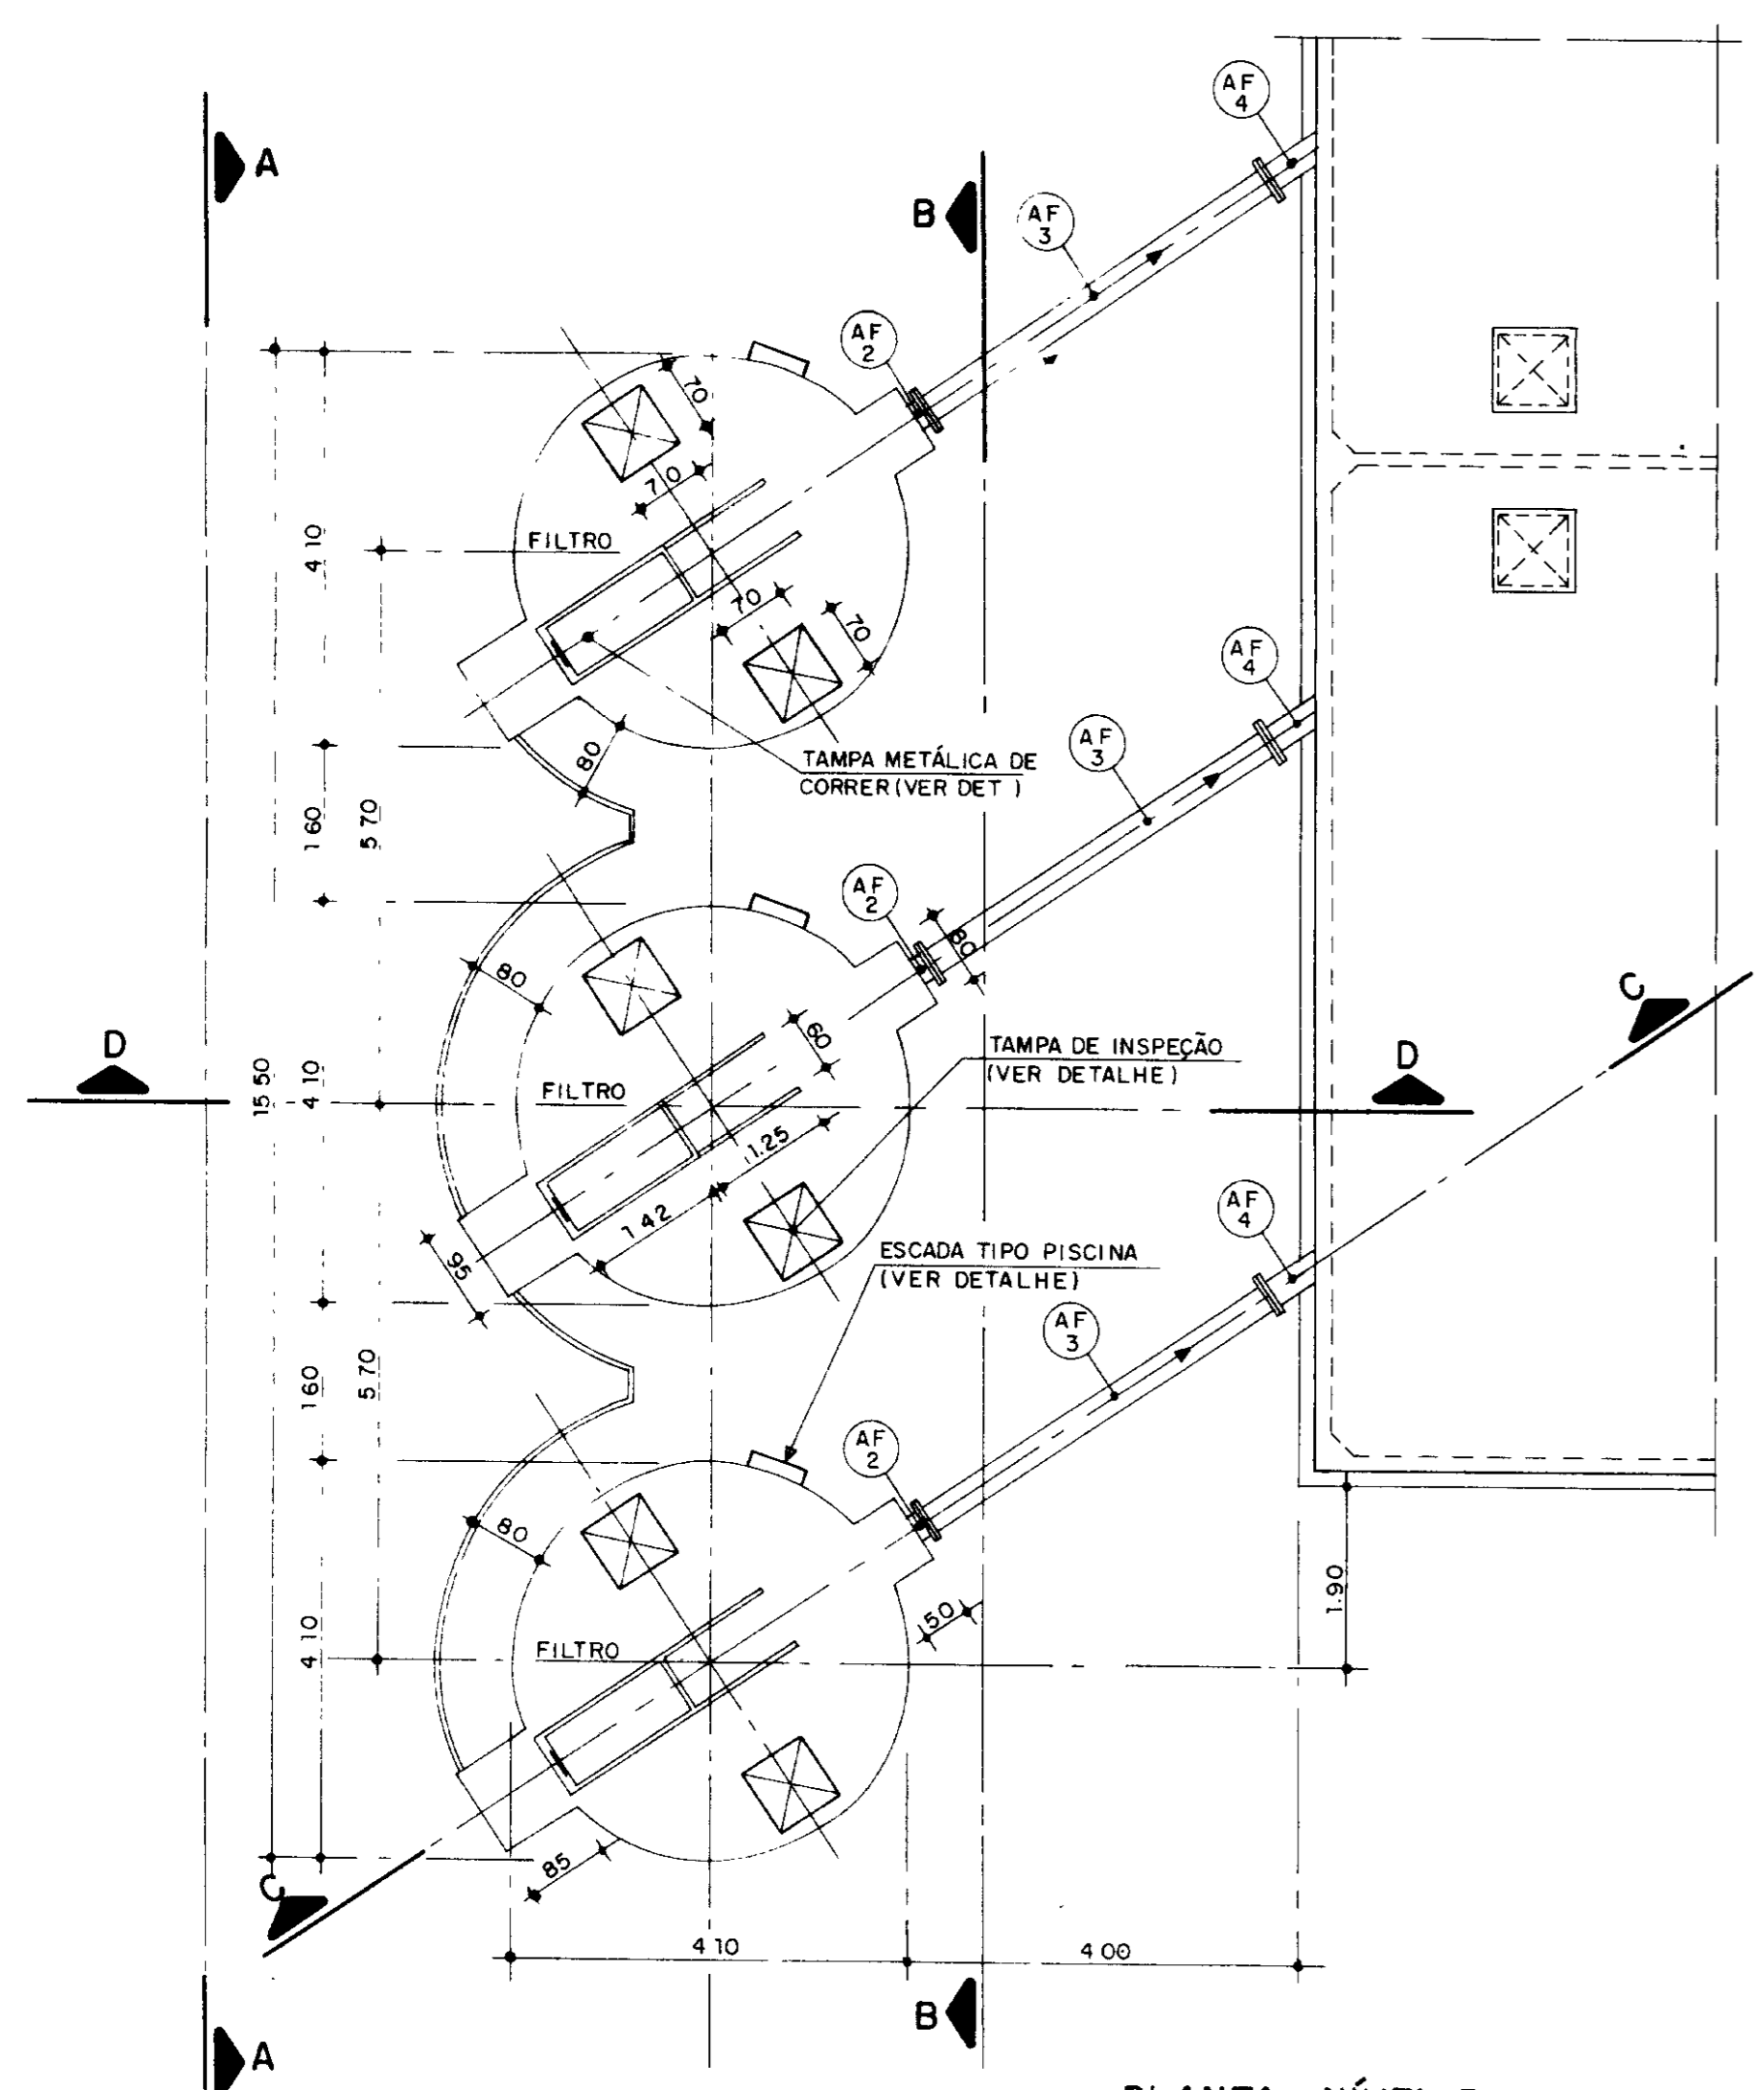 AF
4
A
B
AF
3
AF
2
70
70
4 10
FILTRO
70
70
AF
4
TAMPA METÁLICA DE
CORRER (VER DET )
80
AF
3
1 60
5 70
AF
2
80
80
C
60
TAMPA DE INSPEÇÃO
(VER DETALHE)
D
D
15 50
4 10
FILTRO
1.25
1 42
95
AF
4
ESCADA TIPO PISCINA
(VER DETALHE)
AF
3
1 60
5 70
AF
2
80
1.90
50
4 10
FILTRO
85
C
4 10
4 00
B
A